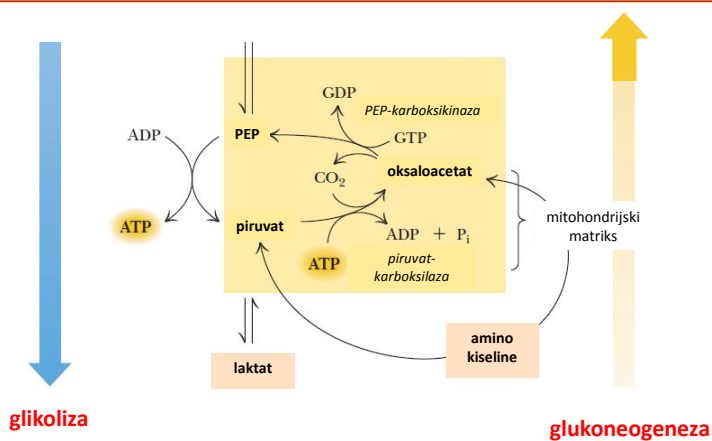 GDP
PEP-karboksikinaza
ADP
PEP
GTP
oksaloacetat
CO2
mitohondrijski
matriks
ATP
piruvat
ADP + Pi
ATP
piruvat-
karboksilaza
amino
kiseline
laktat
glikoliza
glukoneogeneza